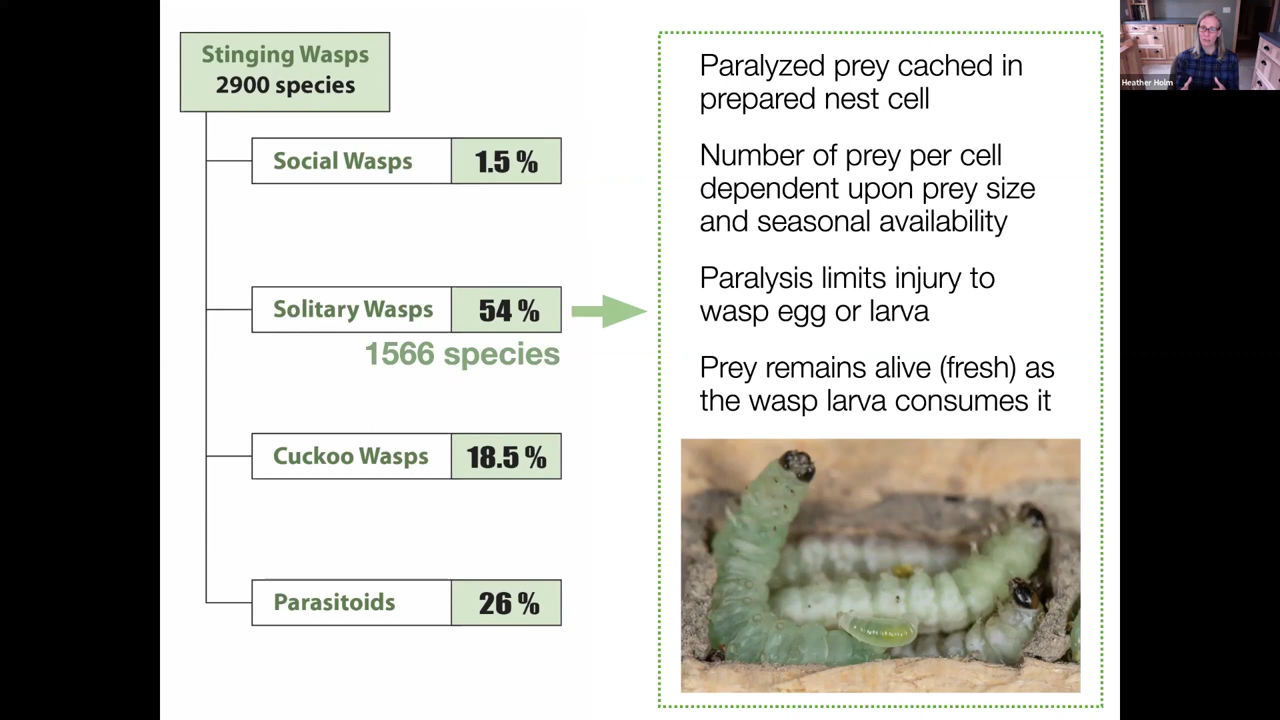 Stinging Wasps
2900 species
Social Wasps
1.5 %
Solitary Wasps
54 %
1566 species
Cuckoo Wasps
18.5 %
Parasitoids
26 %
Paralyzed prey cached in
prepared nest cell
Number of prey per cell
dependent upon prey size
and seasonal availability
Paralysis limits injury to
wasp egg or larva
Prey remains alive (fresh) as
the wasp larva consumes it
Heather Holm